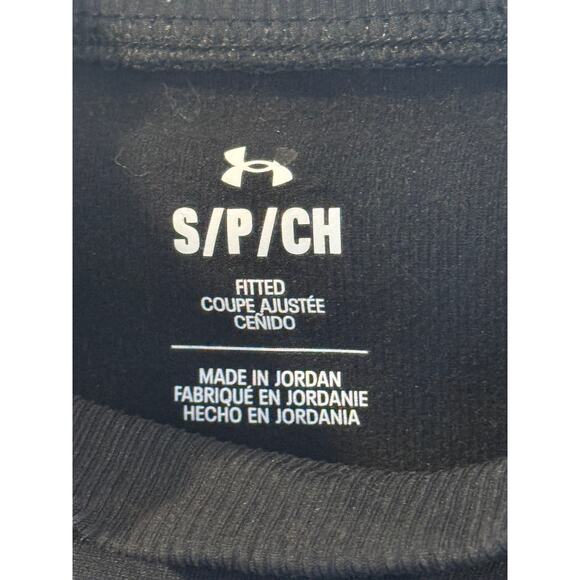 S/P/CH
FITTED
COUPE AJUSTÉE
CEÑIDO
MADE IN JORDAN
FABRIQUÉ EN JORDANIE
HECHO EN JORDANIA